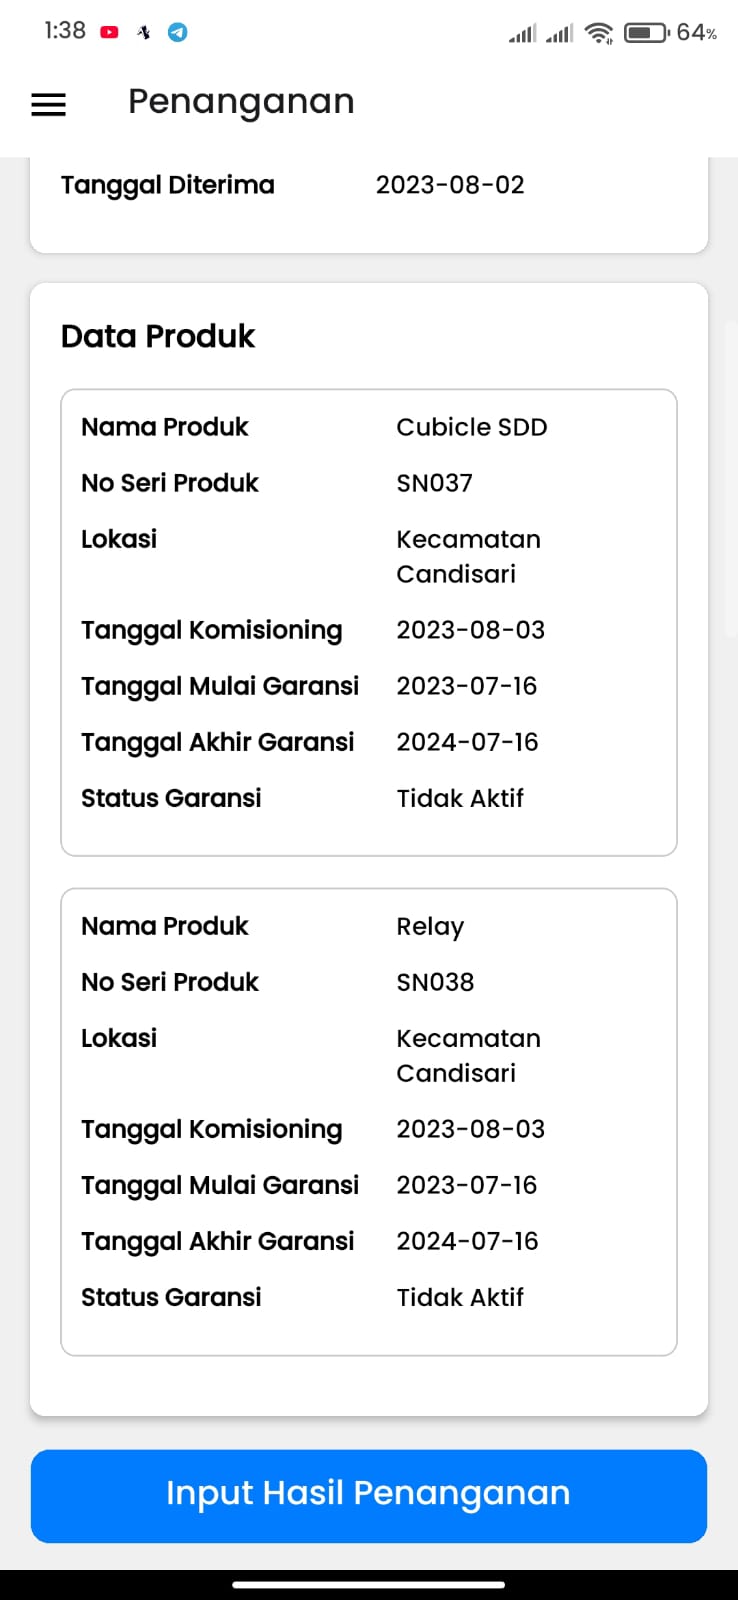 1:38
64%
Penanganan
Tanggal Diterima 2023-08-02
Data Produk
Nama Produk Cubicle SDD
No Seri Produk SN037
Lokasi Kecamatan
Candisari
Tanggal Komisioning 2023-08-03
Tanggal Mulai Garansi 2023-07-16
Tanggal Akhir Garansi 2024-07-16
Status Garansi Tidak Aktif
Nama Produk Relay
No Seri Produk SN038
Lokasi Kecamatan
Candisari
Tanggal Komisioning 2023-08-03
Tanggal Mulai Garansi 2023-07-16
Tanggal Akhir Garansi 2024-07-16
Status Garansi Tidak Aktif
Input Hasil Penanganan